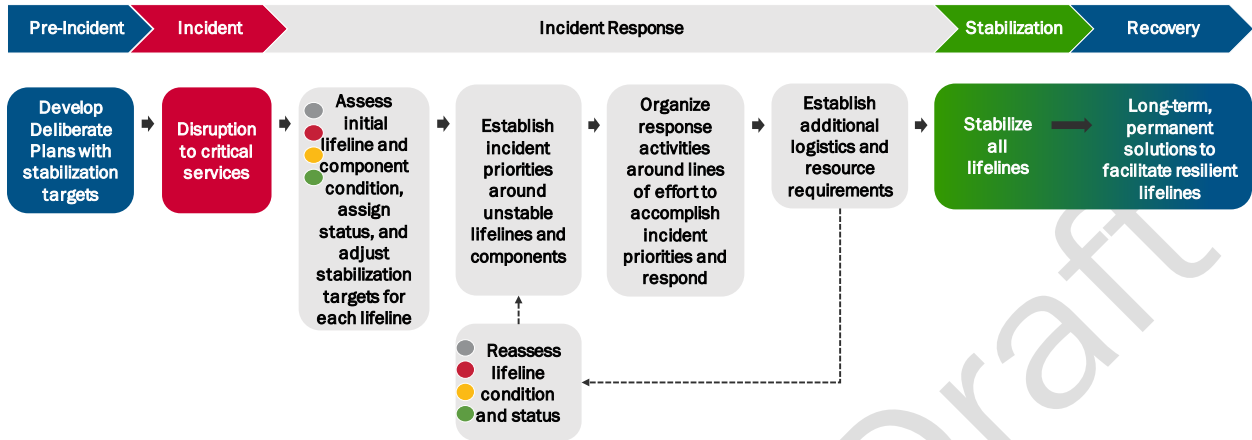 Pre-Incident
Incident
Incident Response
Stabilization
Recovery
Develop
Deliberate
Plans with
stabilization
targets
Disruption
to critical
services
Assess
initial
lifeline and
component
condition,
assign
status, and
adjust
stabilization
targets for
each lifeline
Establish
incident
priorities
around
unstable
lifelines and
components
Organize
response
activities
around lines
of effort to
accomplish
incident
priorities and
respond
Establish
additional
logistics and
resource
requirements
Stabilize
all
lifelines
Long-term,
permanent
solutions to
facilitate resilient
lifelines
Reassess
lifeline
condition
and status
Draft